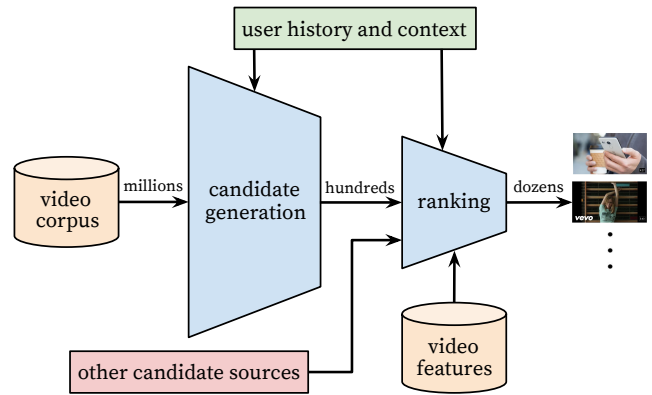 user history and context
millions
video
corpus
candidate
generation
hundreds
ranking
dozens
vevo
other candidate sources
video
features